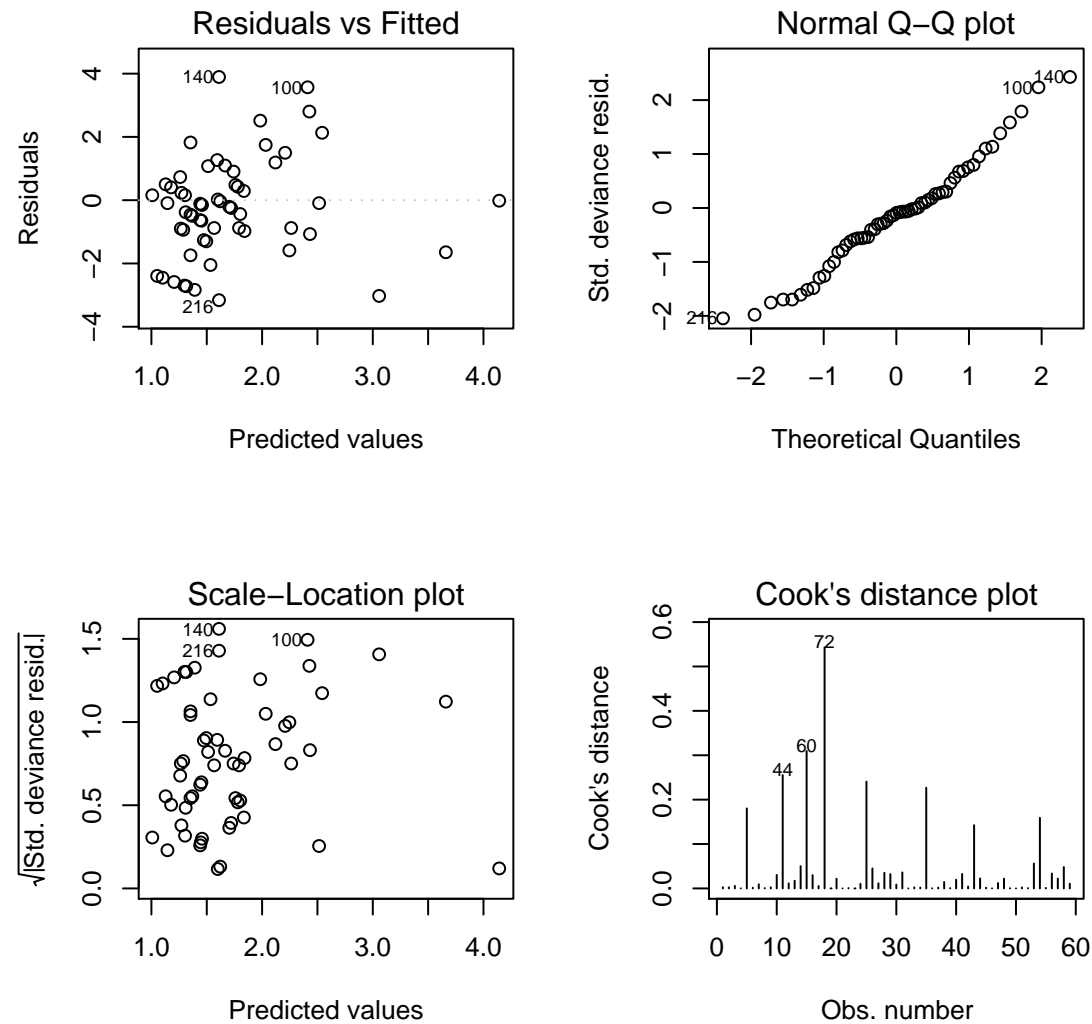 Residuals vs Fitted
4
2
0
−2
−4
Residuals
140
100
216
1.0 2.0 3.0 4.0
Predicted values
Normal Q−Q plot
2
1
0
−1
−2
Std. deviance resid.
100
140
216
−2 −1 0 1 2
Theoretical Quantiles
Scale−Location plot
1.5
1.0
0.5
0.0
√|Std. deviance resid.|
140
216
100
1.0 2.0 3.0 4.0
Predicted values
Cook's distance plot
0.6
0.4
0.2
0.0
Cook's distance
72
60
44
0 10 20 30 40 50 60
Obs. number